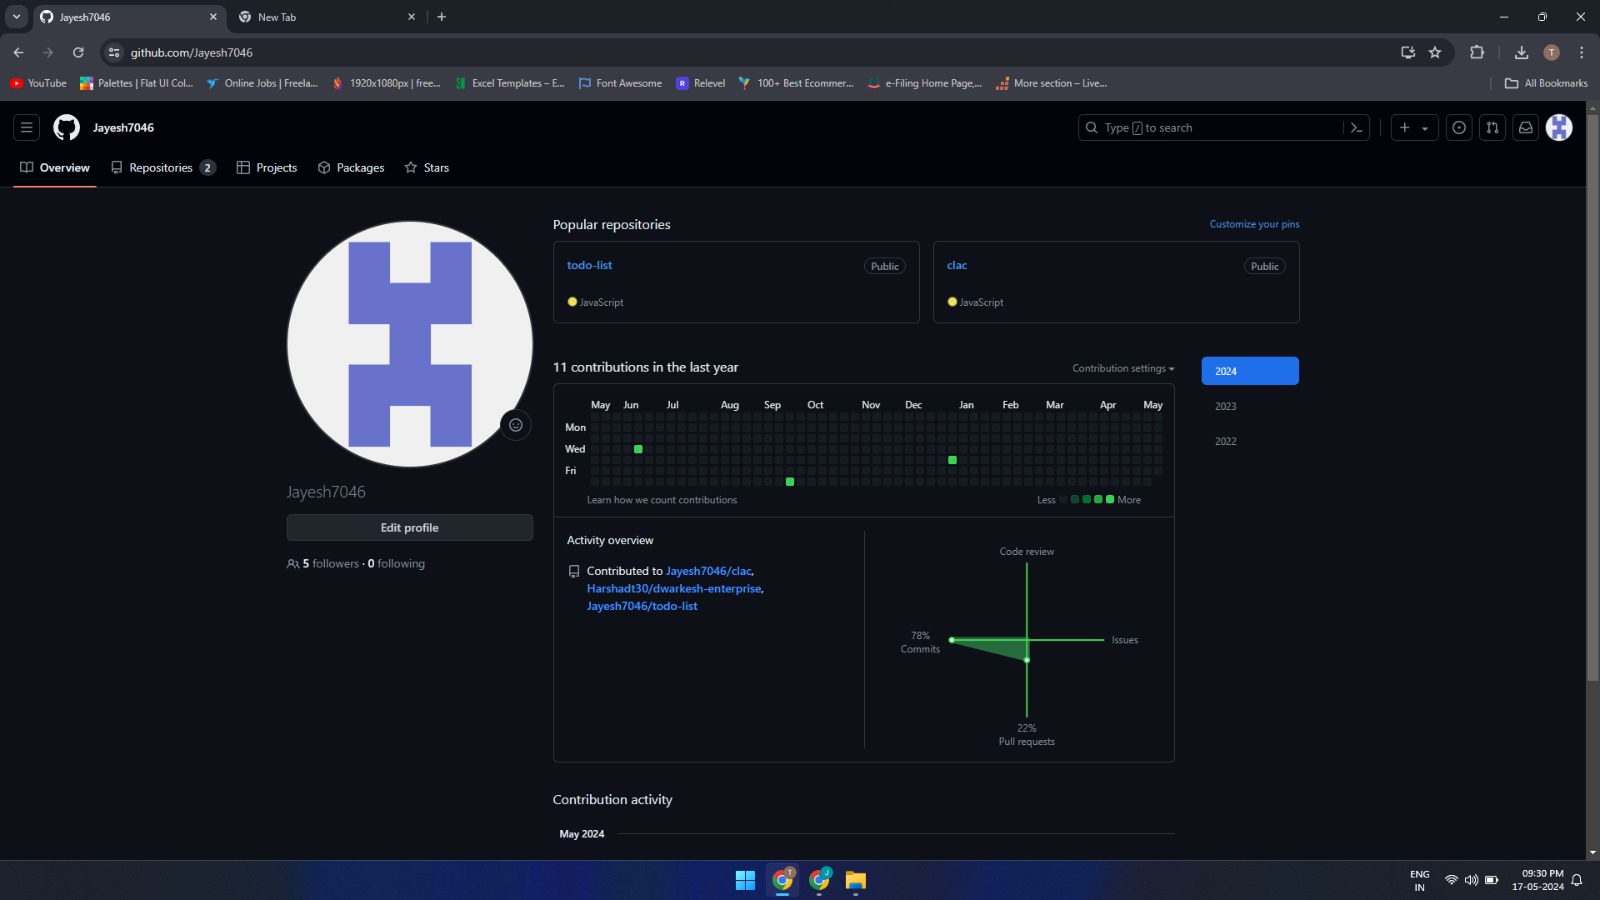 Jayesh7046
New Tab
github.com/Jayesh7046
YouTube
Palettes | Flat UI Col...
Online Jobs | Freela...
1920x1080px | free...
Excel Templates – E...
Font Awesome
R
Relevel
100+ Best Ecommer...
e-Filing Home Page,...
More section – Live...
All Bookmarks
T
Jayesh7046
Type / to search
Overview
Repositories 2
Projects
Packages
Stars
Popular repositories
Customize your pins
todo-list
Public
JavaScript
clac
Public
JavaScript
Jayesh7046
Edit profile
5 followers · 0 following
11 contributions in the last year
Contribution settings
2024
2023
2022
May Jun Jul Aug Sep Oct Nov Dec Jan Feb Mar Apr May
Mon
Wed
Fri
Learn how we count contributions
Less More
Activity overview
Contributed to Jayesh7046/clac,
Harshadt30/dwarkesh-enterprise,
Jayesh7046/todo-list
Code review
78%
Commits
Issues
22%
Pull requests
Contribution activity
May 2024
T
J
ENG
IN
09:30 PM
17-05-2024